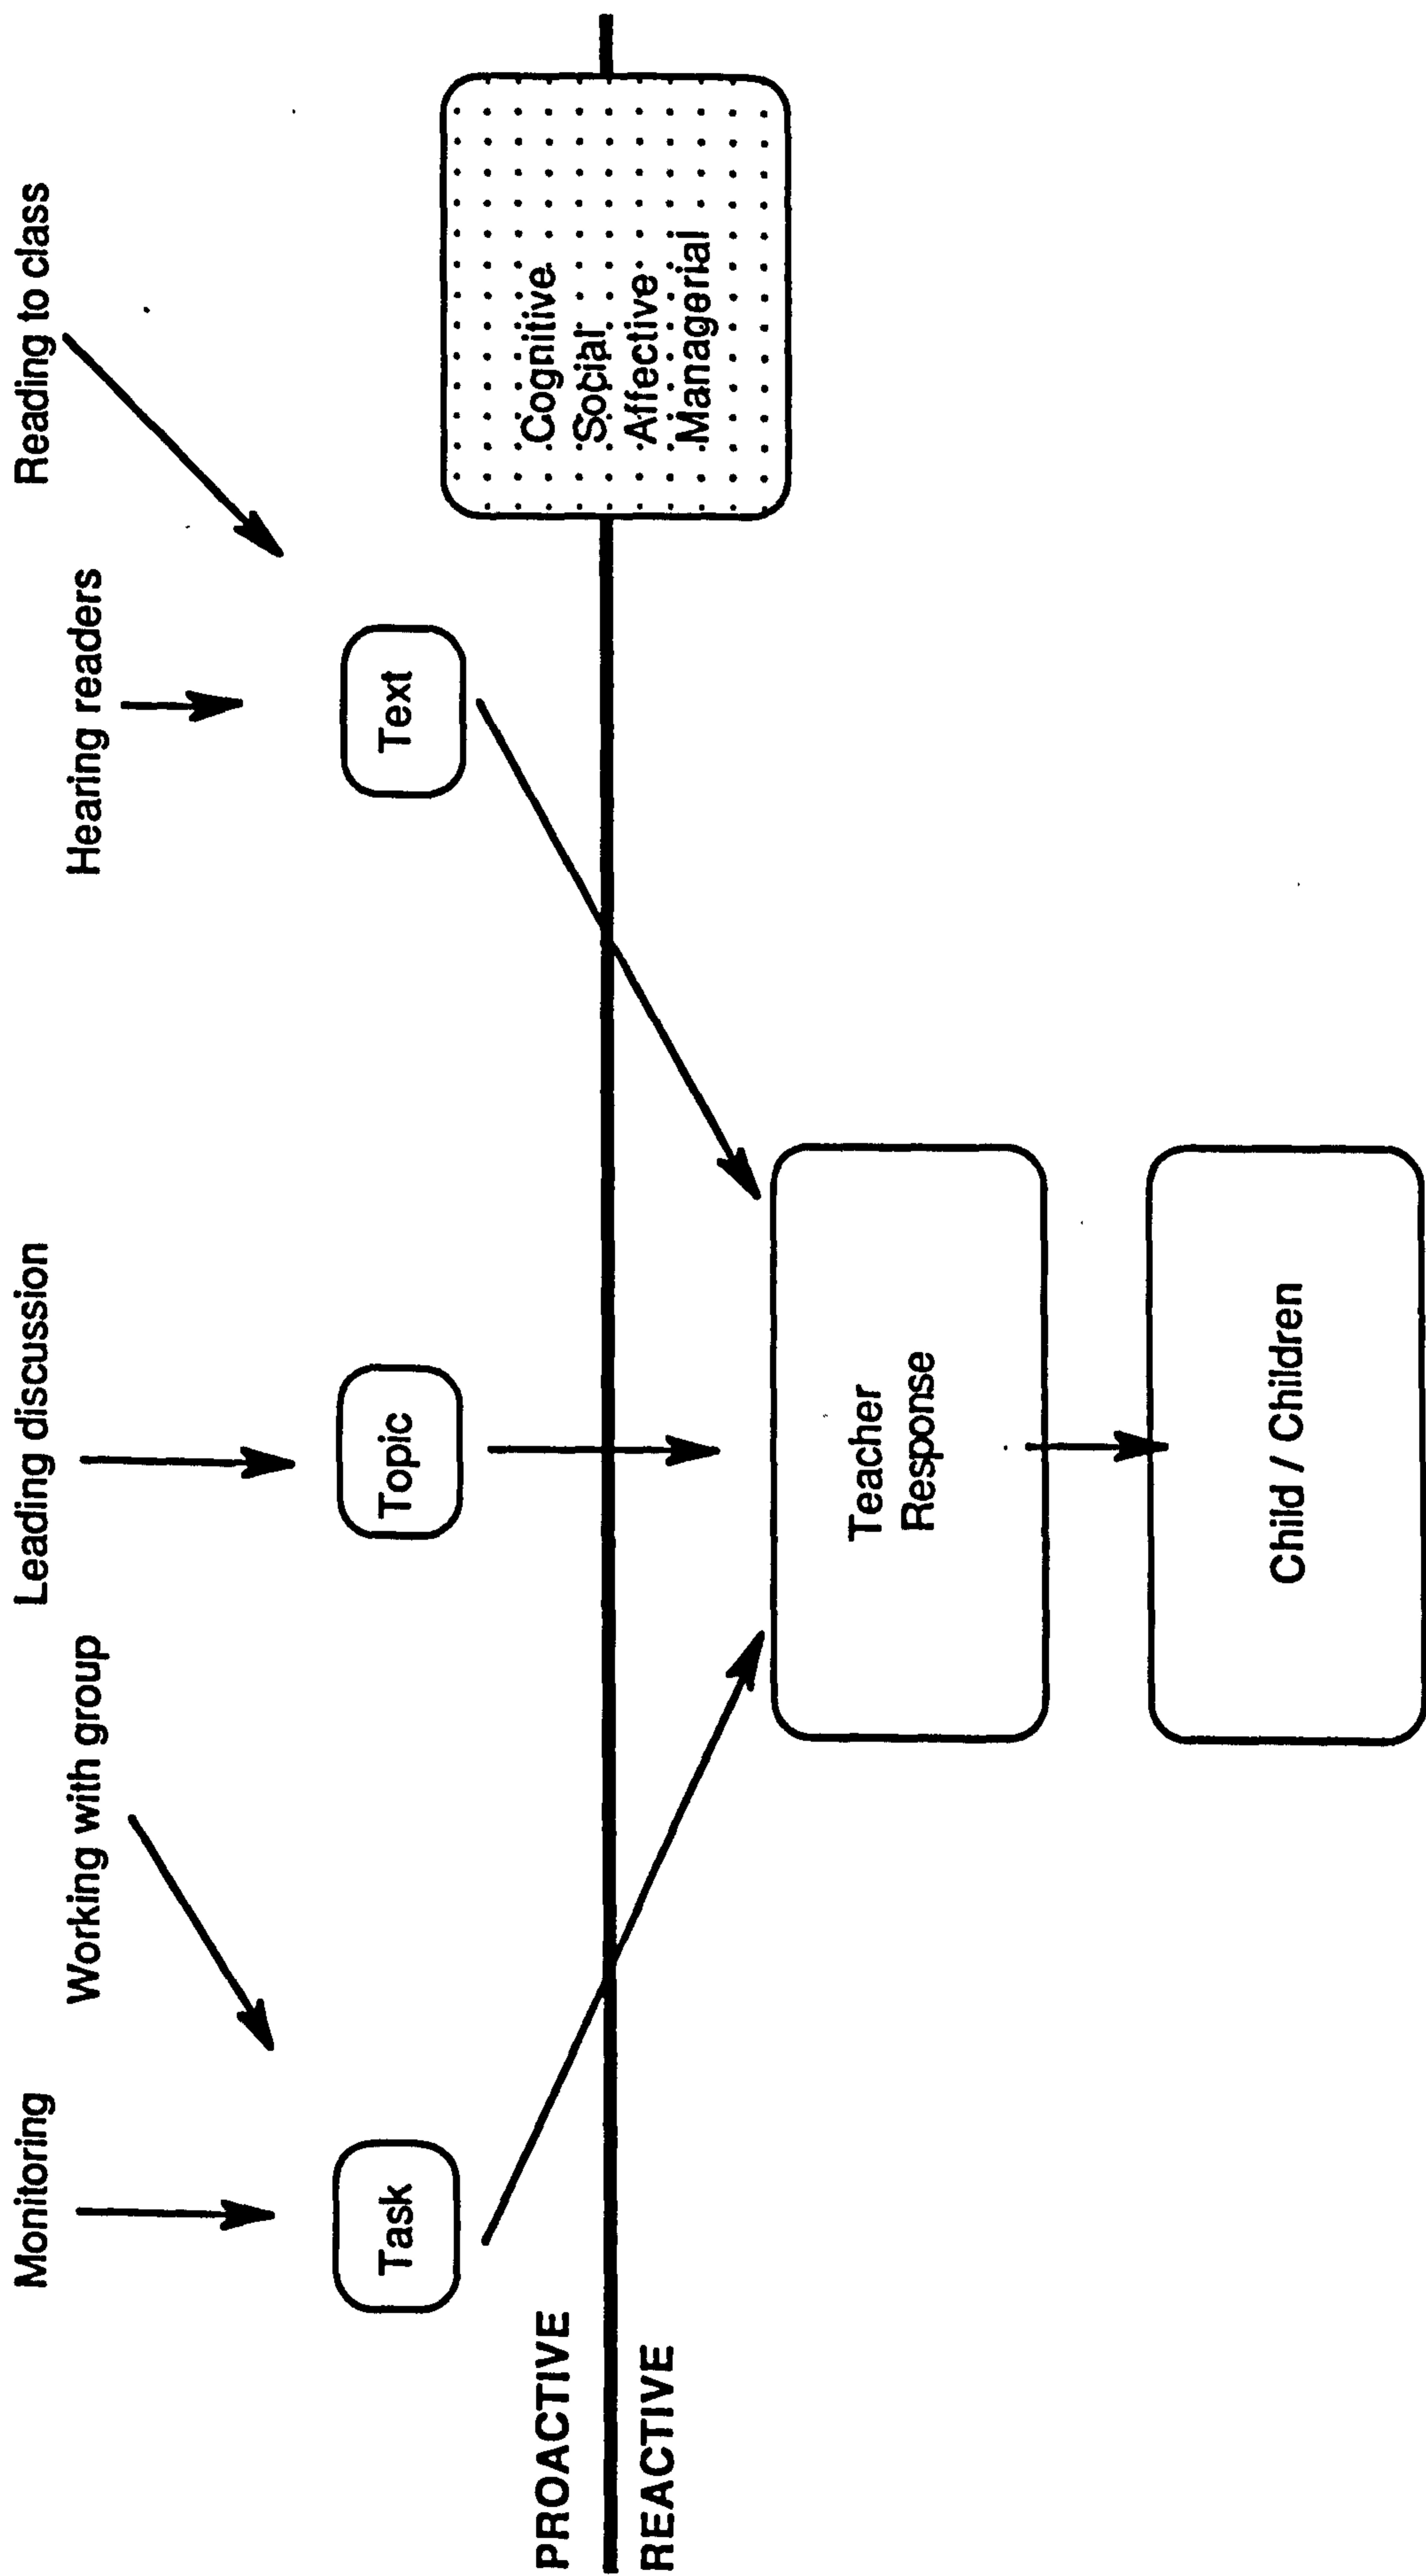 Monitoring
Working with group
Leading discussion
Hearing readers
Reading to class
Task
Topic
Text
PROACTIVE
REACTIVE
Cognitive
Social
Affective
Managerial
Teacher
Response
Child / Children